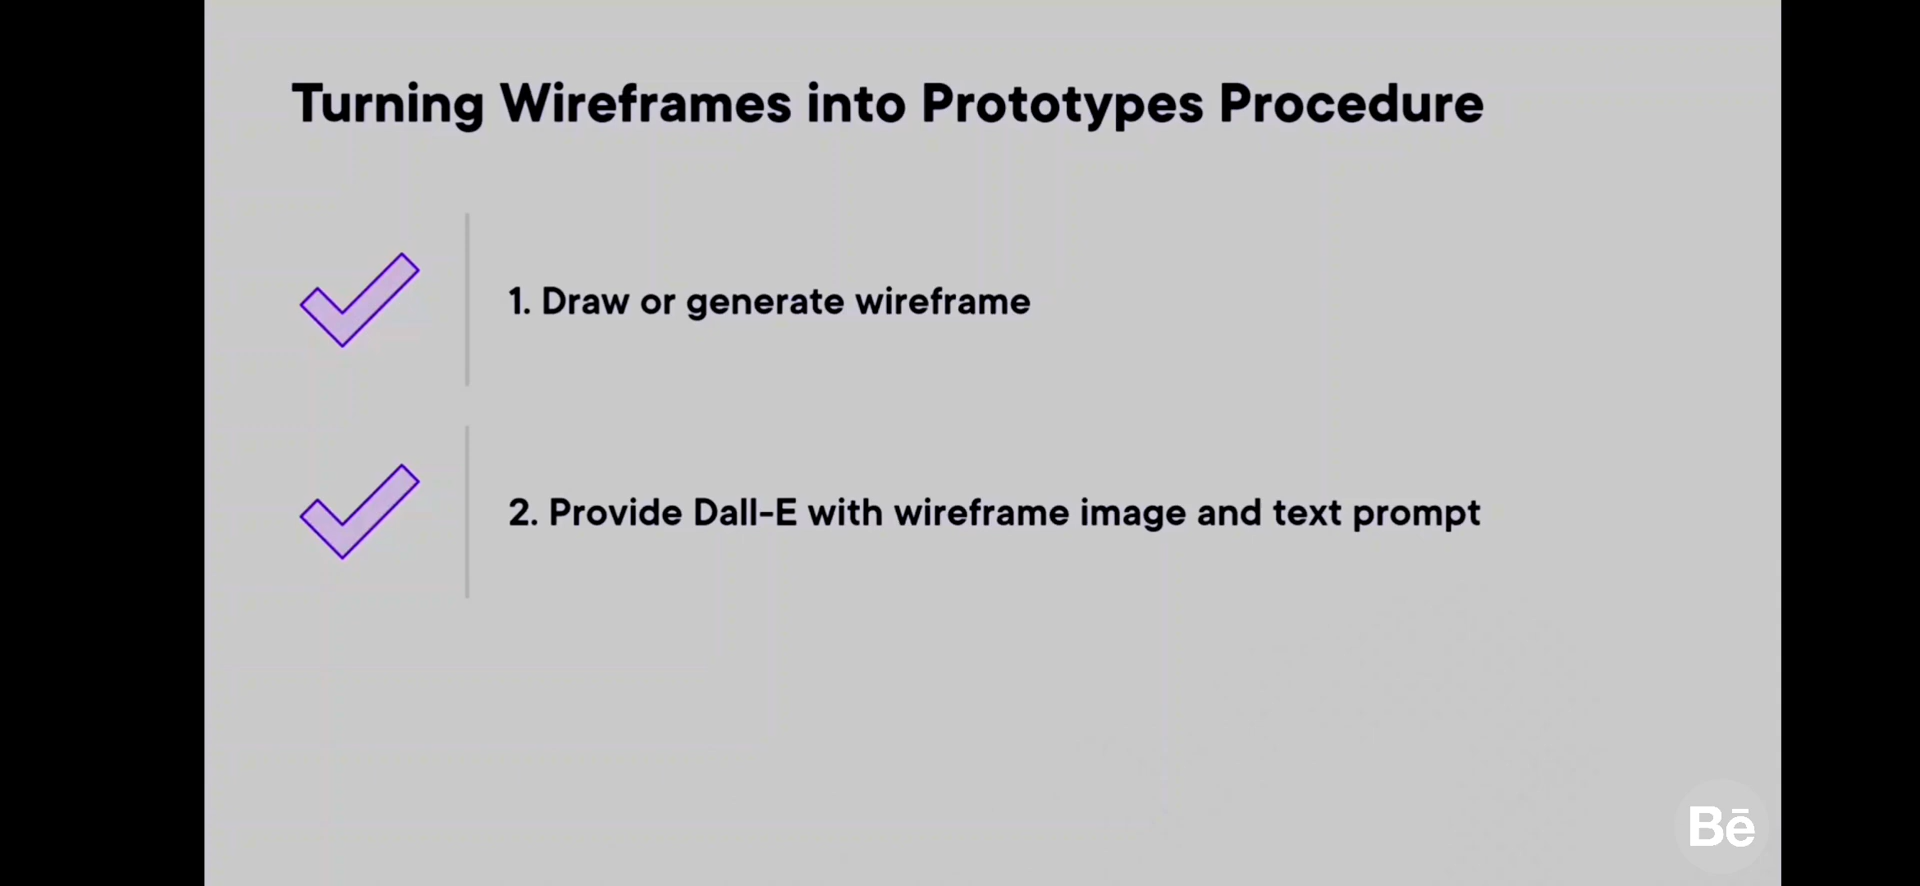 Turning Wireframes into Prototypes Procedure
1. Draw or generate wireframe
2. Provide Dall-E with wireframe image and text prompt
Bē